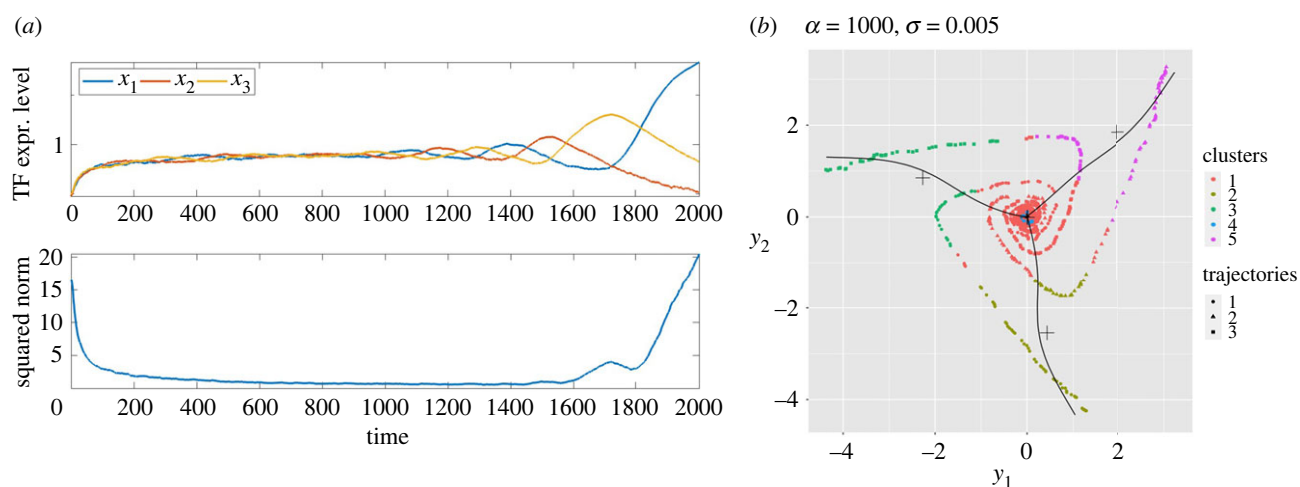 (a)
x1 x2 x3
TF expr. level
1
0 200 400 600 800 1000 1200 1400 1600 1800 2000
squared norm
20
15
10
5
0 200 400 600 800 1000 1200 1400 1600 1800 2000
time
(b) α = 1000, σ = 0.005
y2
2
0
−2
−4
−4 −2 0 2
y1
clusters
1
2
3
4
5
trajectories
1
2
3